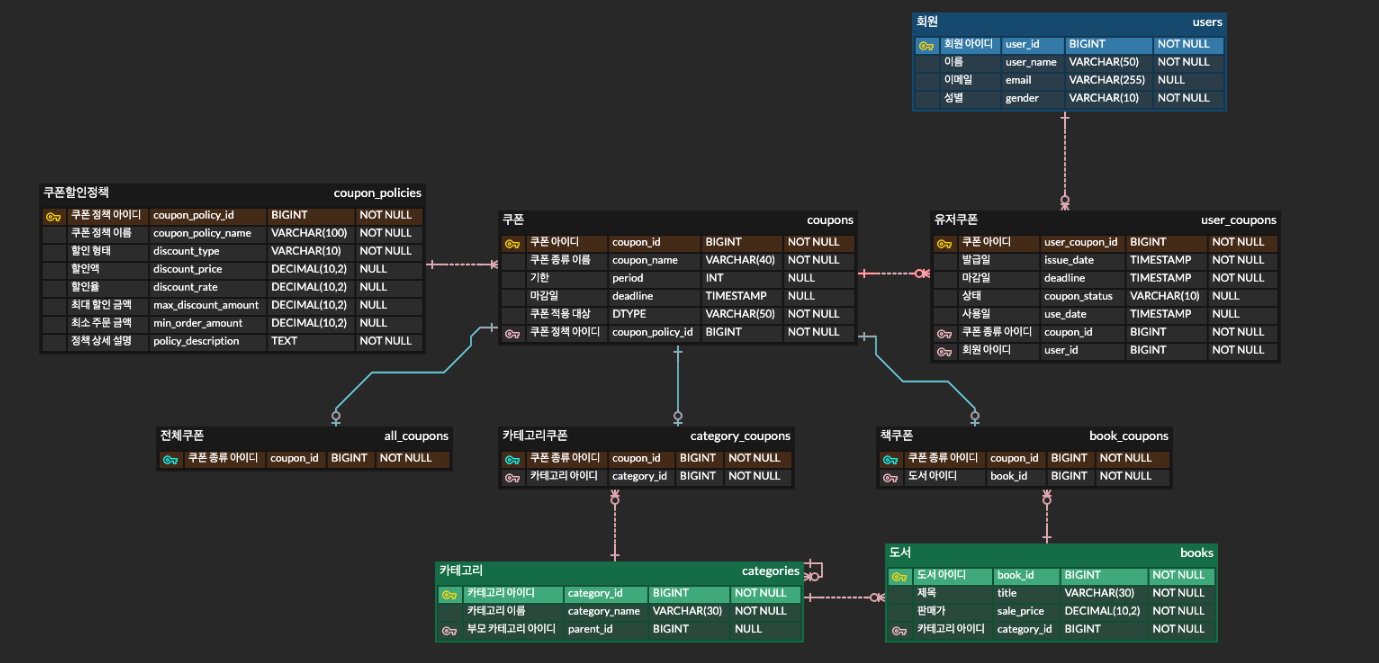 회원 users
회원 아이디 user_id BIGINT NOT NULL
이름 user_name VARCHAR(50) NOT NULL
이메일 email VARCHAR(255) NULL
성별 gender VARCHAR(10) NOT NULL
쿠폰할인정책 coupon_policies
쿠폰 정책 아이디 coupon_policy_id BIGINT NOT NULL
쿠폰 정책 이름 coupon_policy_name VARCHAR(100) NOT NULL
할인 형태 discount_type VARCHAR(10) NOT NULL
할인액 discount_price DECIMAL(10,2) NULL
할인율 discount_rate DECIMAL(10,2) NULL
최대 할인 금액 max_discount_amount DECIMAL(10,2) NULL
최소 주문 금액 min_order_amount DECIMAL(10,2) NULL
정책 상세 설명 policy_description TEXT NOT NULL
쿠폰 coupons
쿠폰 아이디 coupon_id BIGINT NOT NULL
쿠폰 종류 이름 coupon_name VARCHAR(40) NOT NULL
기한 period INT NULL
마감일 deadline TIMESTAMP NULL
쿠폰 적용 대상 DTYPE VARCHAR(50) NOT NULL
쿠폰 정책 아이디 coupon_policy_id BIGINT NOT NULL
유저쿠폰 user_coupons
쿠폰 아이디 user_coupon_id BIGINT NOT NULL
발급일 issue_date TIMESTAMP NOT NULL
마감일 deadline TIMESTAMP NOT NULL
상태 coupon_status VARCHAR(10) NULL
사용일 use_date TIMESTAMP NULL
쿠폰 종류 아이디 coupon_id BIGINT NOT NULL
회원 아이디 user_id BIGINT NOT NULL
전체쿠폰 all_coupons
쿠폰 종류 아이디 coupon_id BIGINT NOT NULL
카테고리쿠폰 category_coupons
쿠폰 종류 아이디 coupon_id BIGINT NOT NULL
카테고리 아이디 category_id BIGINT NOT NULL
책쿠폰 book_coupons
쿠폰 종류 아이디 coupon_id BIGINT NOT NULL
도서 아이디 book_id BIGINT NOT NULL
카테고리 categories
카테고리 아이디 category_id BIGINT NOT NULL
카테고리 이름 category_name VARCHAR(30) NOT NULL
부모 카테고리 아이디 parent_id BIGINT NULL
도서 books
도서 아이디 book_id BIGINT NOT NULL
제목 title VARCHAR(30) NOT NULL
판매가 sale_price DECIMAL(10,2) NOT NULL
카테고리 아이디 category_id BIGINT NOT NULL